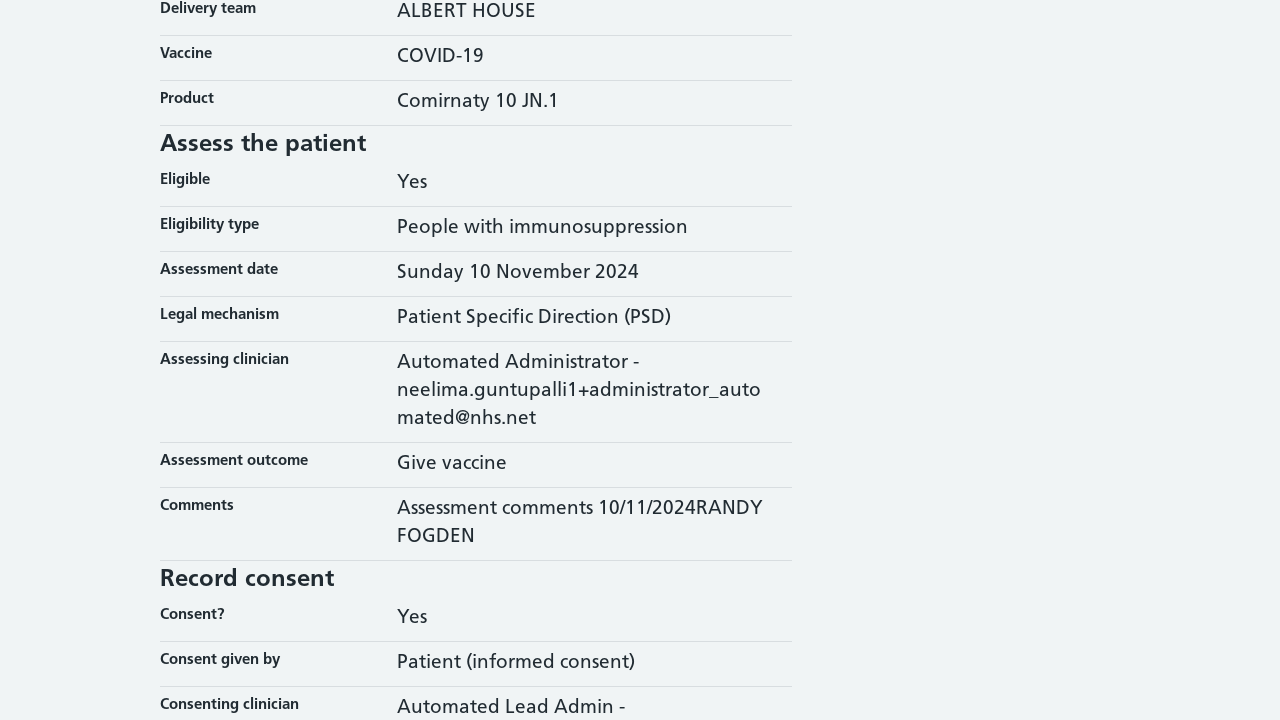 Delivery team ALBERT HOUSE
Vaccine COVID-19
Product Comirnaty 10 JN.1
Assess the patient
Eligible Yes
Eligibility type People with immunosuppression
Assessment date Sunday 10 November 2024
Legal mechanism Patient Specific Direction (PSD)
Assessing clinician Automated Administrator -
neelima.guntupalli1+administrator_auto
mated@nhs.net
Assessment outcome Give vaccine
Comments Assessment comments 10/11/2024RANDY
FOGDEN
Record consent
Consent? Yes
Consent given by Patient (informed consent)
Consenting clinician Automated Lead Admin -